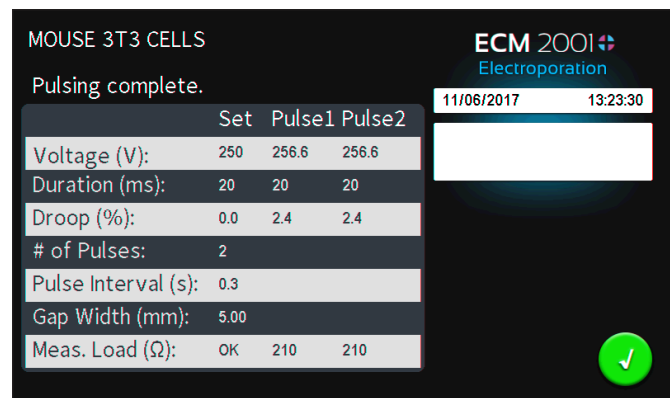 MOUSE 3T3 CELLS
Pulsing complete.
Set Pulse1 Pulse2
Voltage (V): 250 256.6 256.6
Duration (ms): 20 20 20
Droop (%): 0.0 2.4 2.4
# of Pulses: 2
Pulse Interval (s): 0.3
Gap Width (mm): 5.00
Meas. Load (Ω): OK 210 210
ECM 2001
Electroporation
11/06/2017 13:23:30